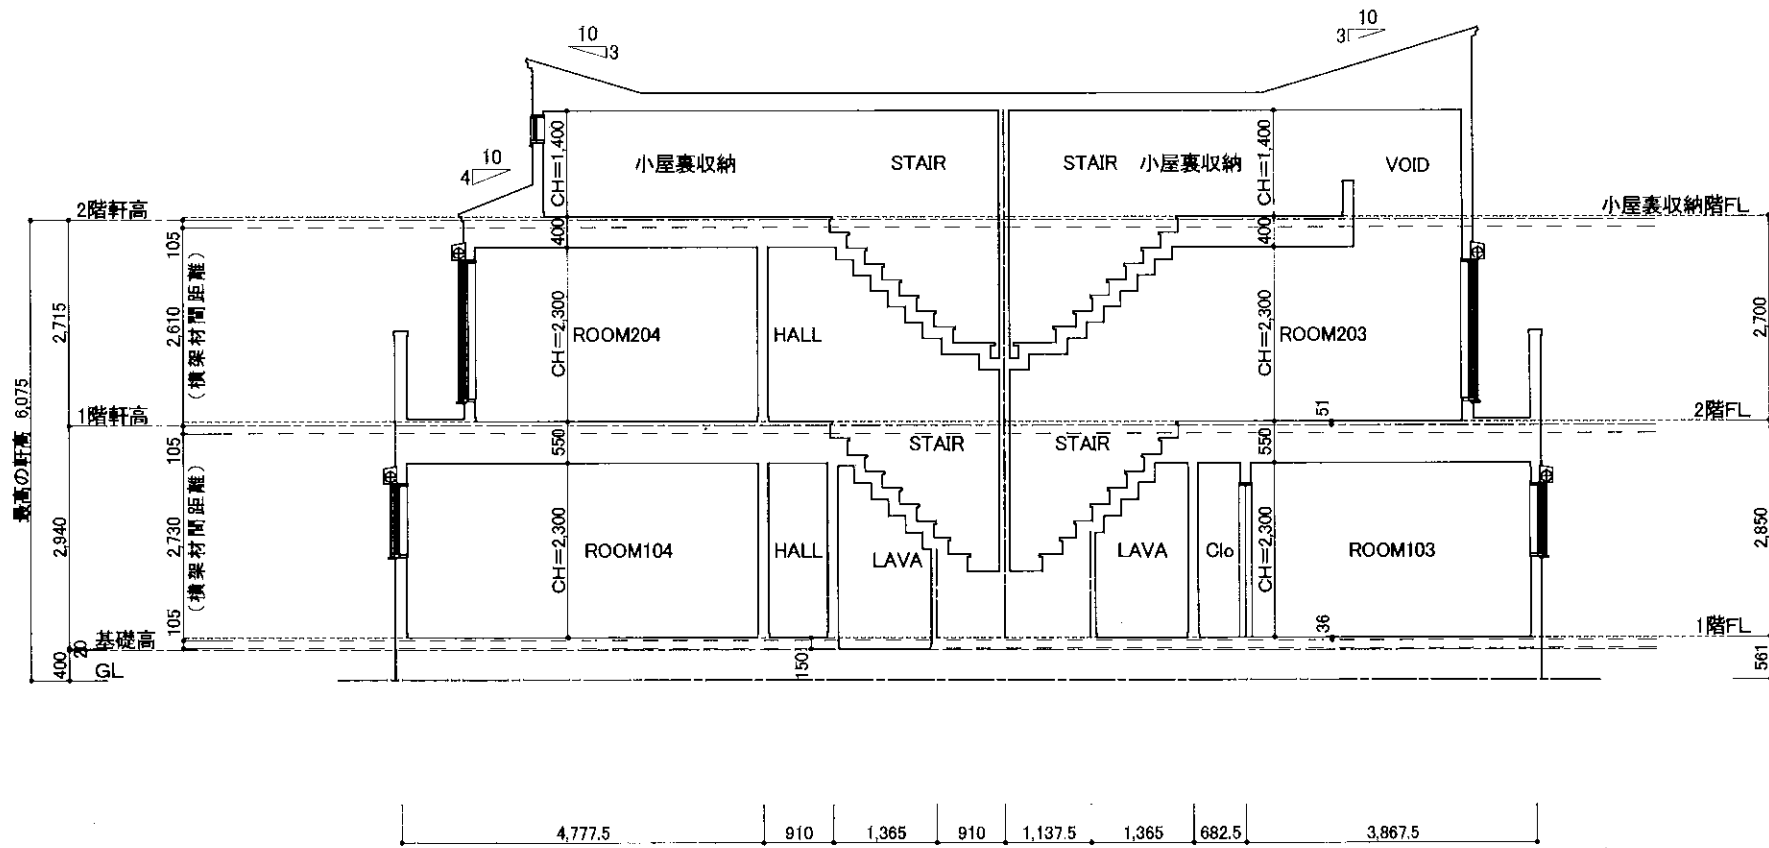 10
3
10
3
10
4
CH=1,400
小屋裏収納
STAIR
STAIR
小屋裏収納
CH=1,400
VOID
2階軒高
小屋裏収納階FL
105
400
400
2,715
2,610
(横架材間距離)
CH=2,300
ROOM204
HALL
CH=2,300
ROOM203
2,700
最高の軒高 6,075
1階軒高
51
2階FL
105
550
STAIR
STAIR
550
2,940
2,730
(横架材間距離)
CH=2,300
ROOM104
HALL
LAVA
LAVA
Clo
CH=2,300
ROOM103
2,850
105
基礎高
36
1階FL
20
400
GL
150
561
4,777.5
910
1,365
910
1,137.5
1,365
682.5
3,867.5